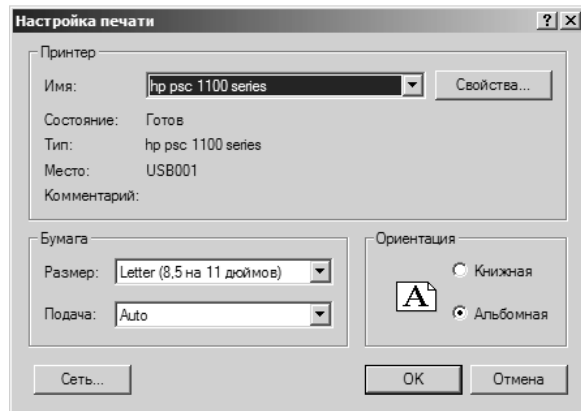 Настройка печати
Принтер
Имя: hp psc 1100 series Свойства...
Состояние: Готов
Тип: hp psc 1100 series
Место: USB001
Комментарий:
Бумага
Размер: Letter (8,5 на 11 дюймов)
Подача: Auto
Ориентация
A
Книжная
Альбомная
Сеть... OK Отмена